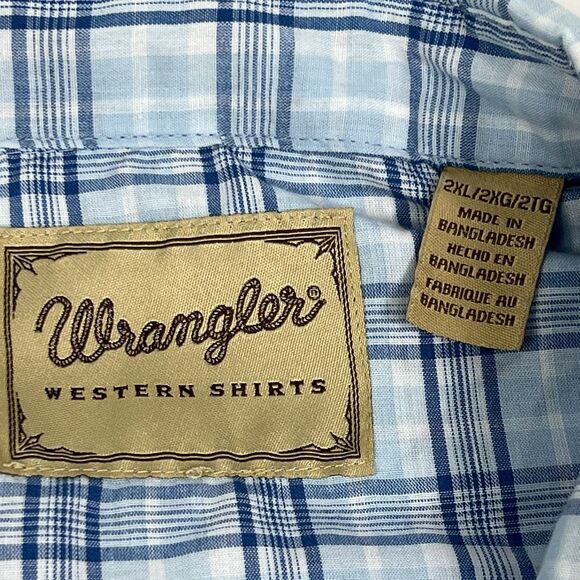 Wrangler®
WESTERN SHIRTS
2XL/2XG/2TG
MADE IN
BANGLADESH
HECHO EN
BANGLADESH
FABRIQUE AU
BANGLADESH